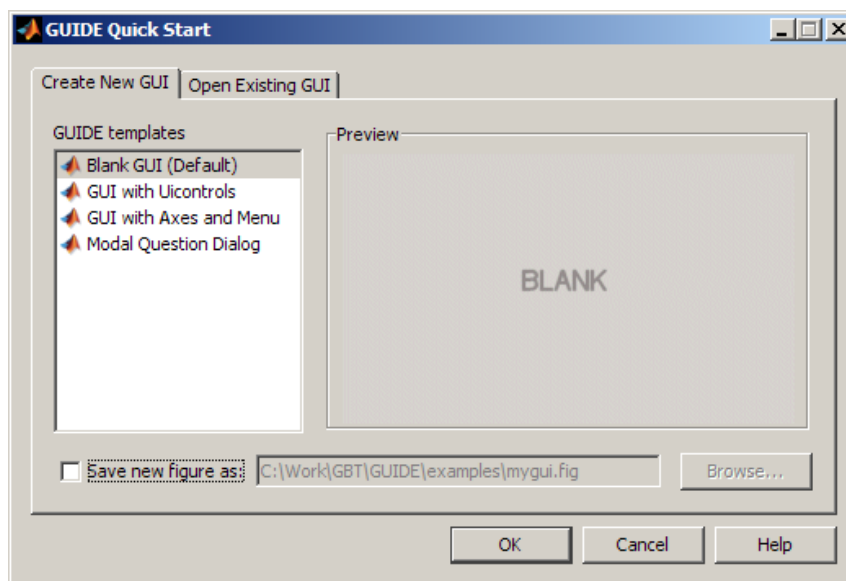 GUIDE Quick Start
Create New GUI
Open Existing GUI
GUIDE templates
Preview
Blank GUI (Default)
GUI with Uicontrols
GUI with Axes and Menu
Modal Question Dialog
BLANK
Save new figure as:
C:\Work\GBT\GUIDE\examples\mygui.fig
Browse...
OK
Cancel
Help